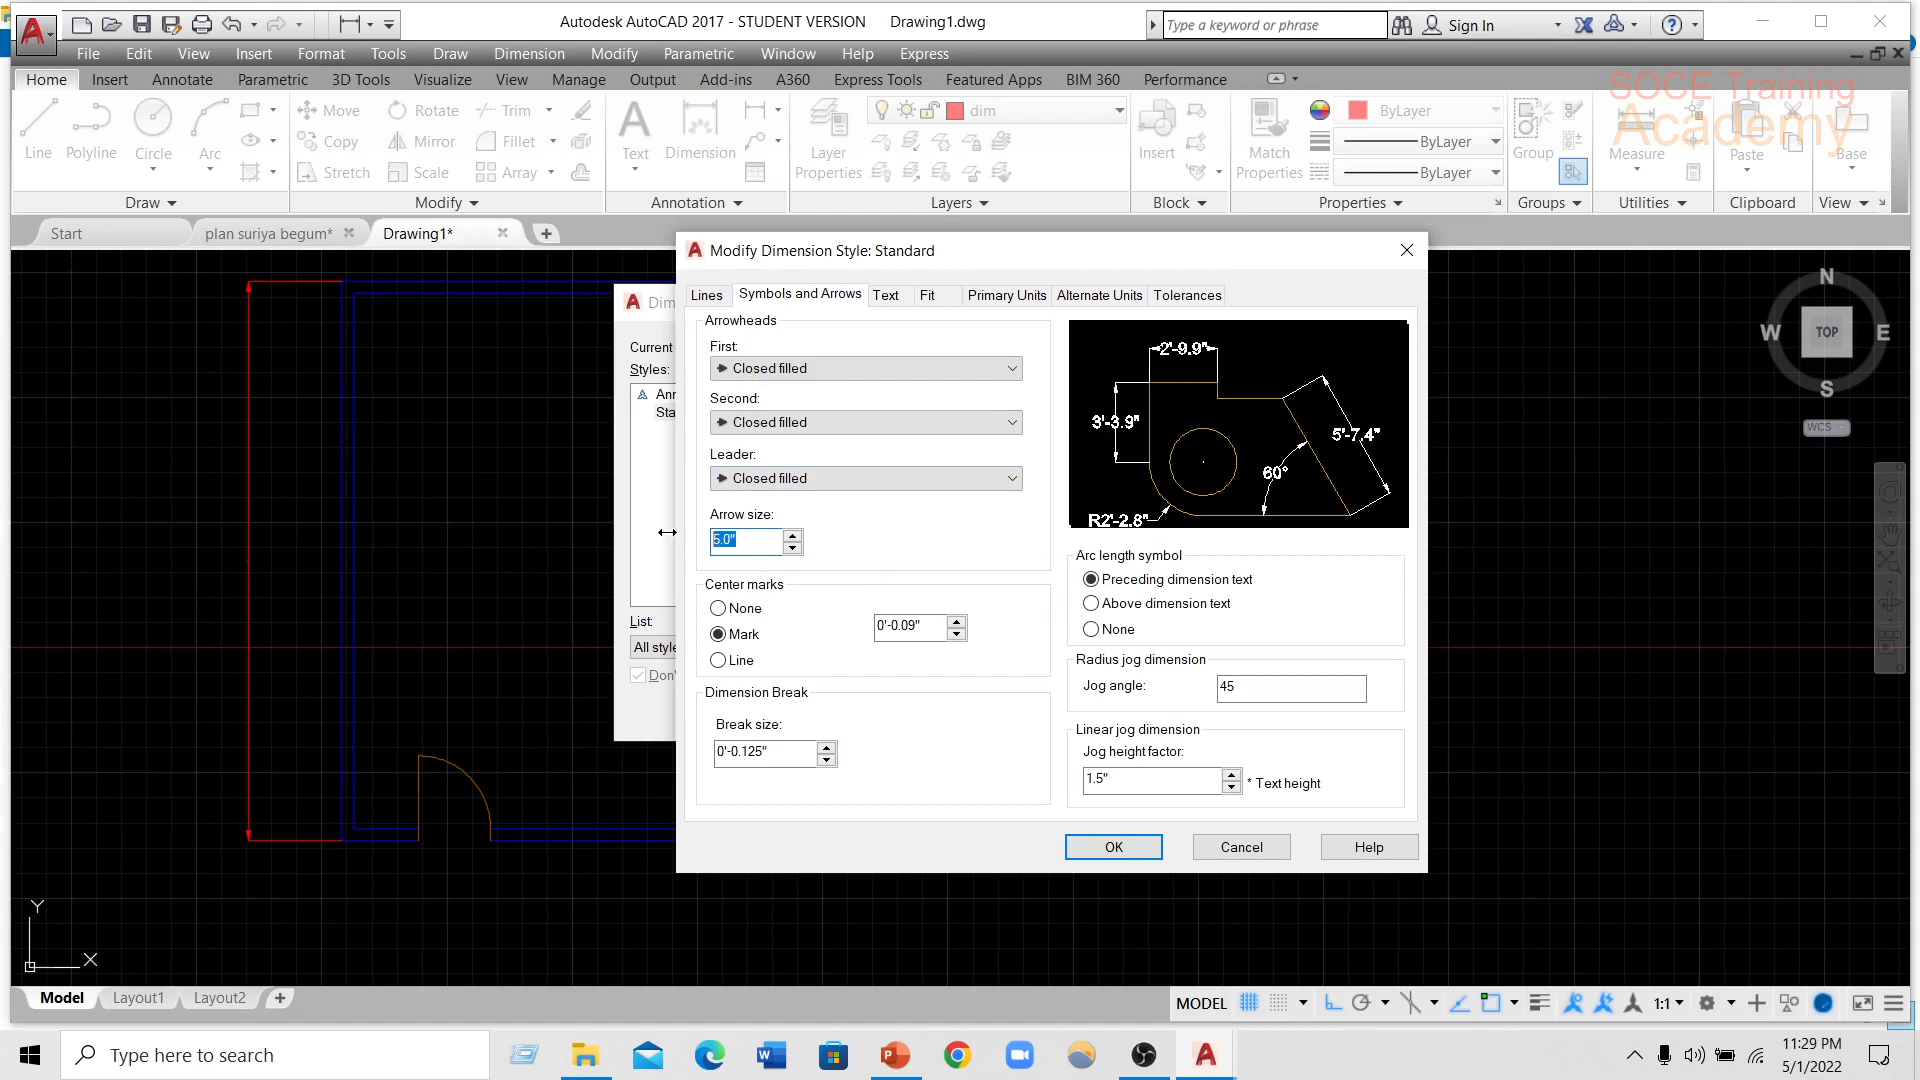 Autodesk AutoCAD 2017 - STUDENT VERSION Drawing1.dwg
Type a keyword or phrase
Sign In
File Edit View Insert Format Tools Draw Dimension Modify Parametric Window Help Express
Home Insert Annotate Parametric 3D Tools Visualize View Manage Output Add-ins A360 Express Tools Featured Apps BIM 360 Performance
SOCE Training
Academy
Line Polyline Circle Arc
Move Rotate Trim
Copy Mirror Fillet
Stretch Scale Array
Text Dimension
Layer
Properties
dim
Insert
Match
Properties
ByLayer
ByLayer
ByLayer
Group
Measure
Paste
Base
Draw Modify Annotation Layers Block Properties Groups Utilities Clipboard View
Start plan suriya begum* Drawing1*
Dim
Current
Styles:
Ann
Sta
List:
All style
Don'
Modify Dimension Style: Standard
Lines Symbols and Arrows Text Fit Primary Units Alternate Units Tolerances
Arrowheads
First:
Closed filled
Second:
Closed filled
Leader:
Closed filled
Arrow size:
5.0"
Center marks
None
Mark
Line
0'-0.09"
Dimension Break
Break size:
0'-0.125"
2'-9.9"
3'-3.9"
5'-7.4"
60°
R2'-2.8"
Arc length symbol
Preceding dimension text
Above dimension text
None
Radius jog dimension
Jog angle: 45
Linear jog dimension
Jog height factor:
1.5" * Text height
OK Cancel Help
N
W TOP E
S
WCS
Y
X
Model Layout1 Layout2
MODEL 1:1
Type here to search
11:29 PM
5/1/2022